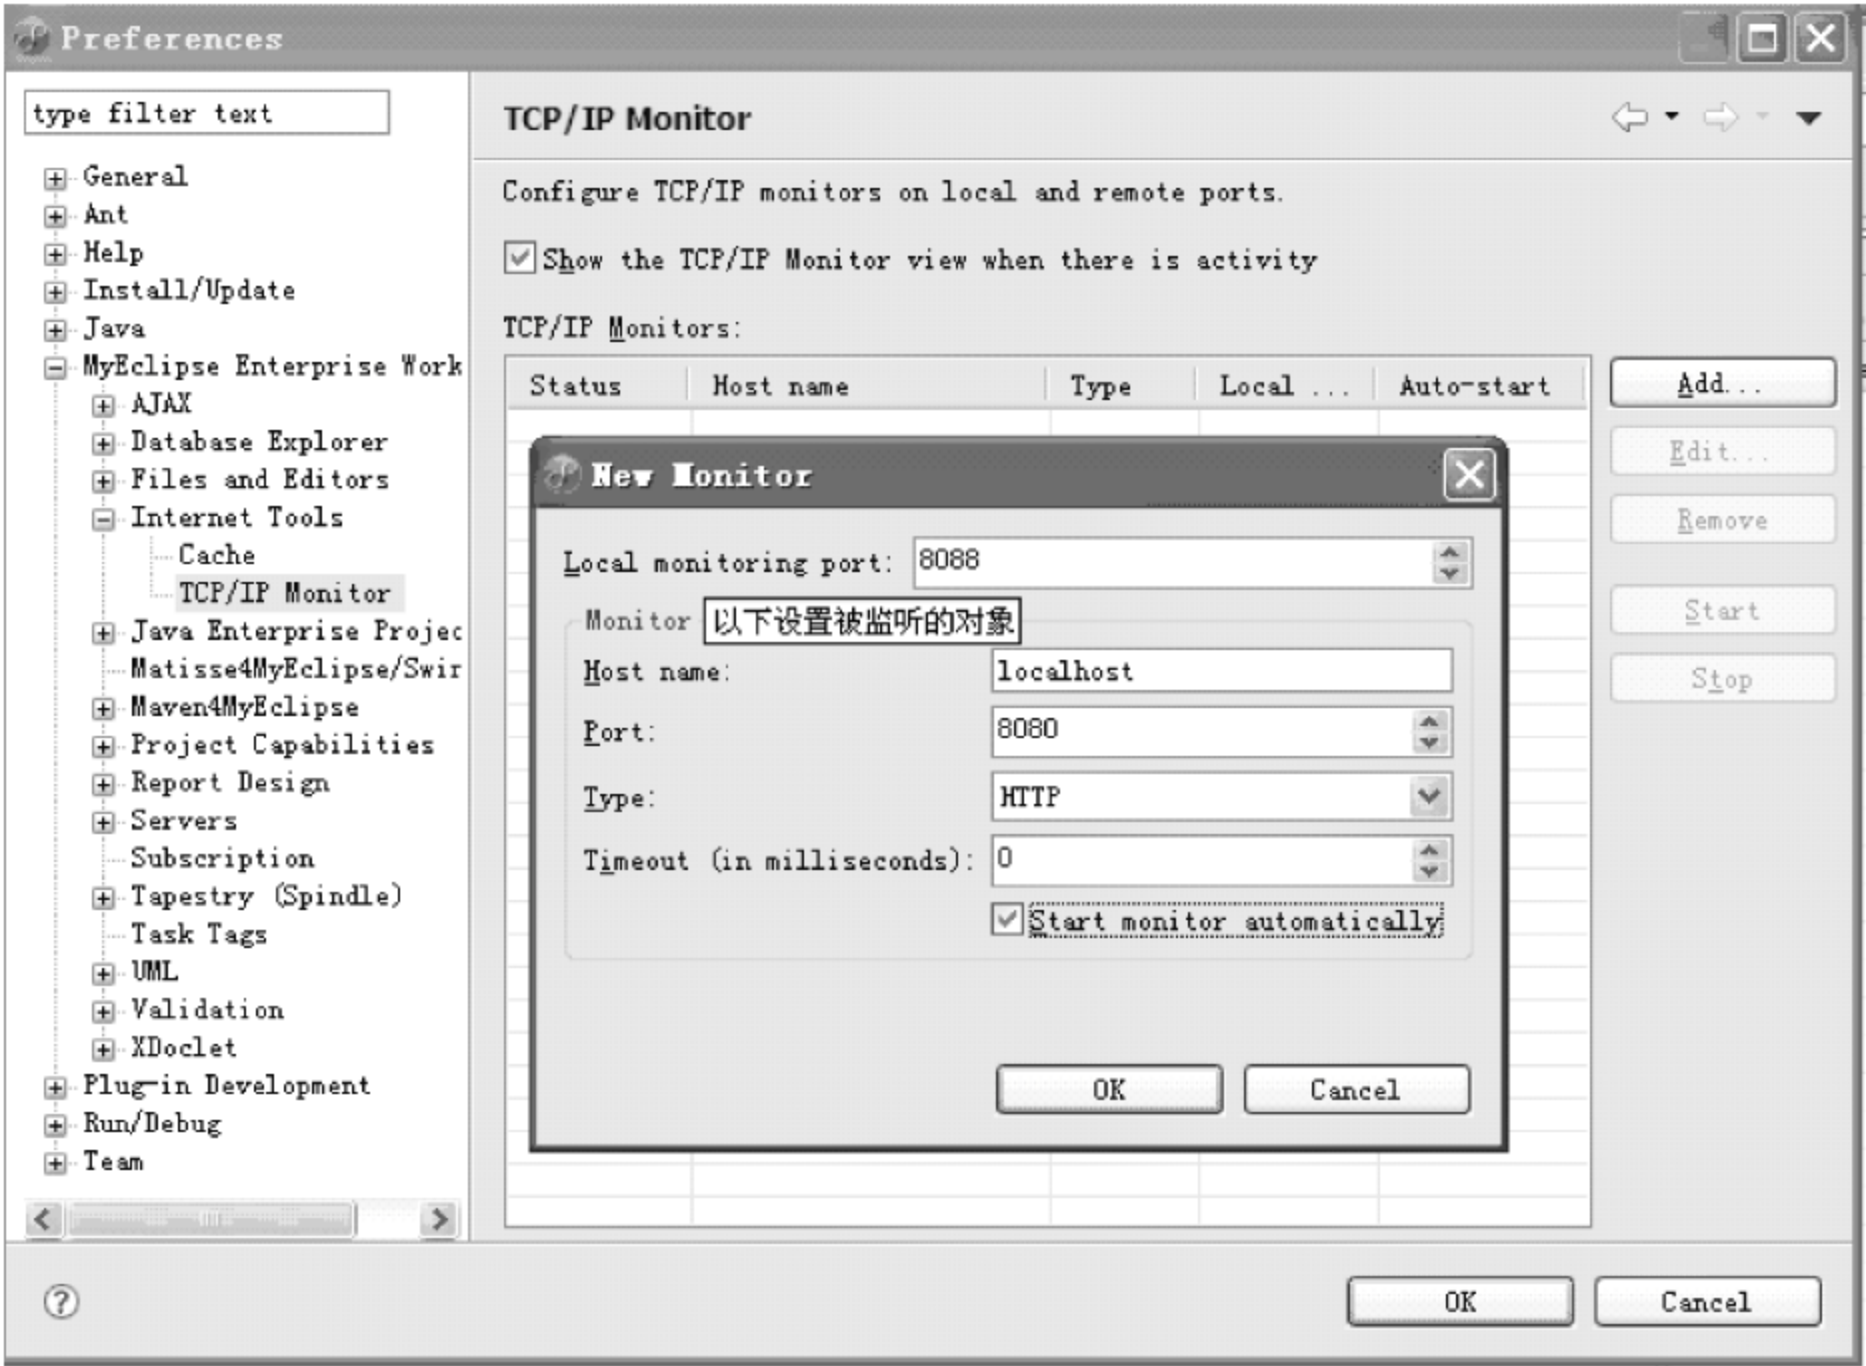 Preferences
type filter text
General
Ant
Help
Install/Update
Java
MyEclipse Enterprise Work
AJAX
Database Explorer
Files and Editors
Internet Tools
Cache
TCP/IP Monitor
Java Enterprise Projec
Matisse4MyEclipse/Swin
Maven4MyEclipse
Project Capabilities
Report Design
Servers
Subscription
Tapestry (Spindle)
Task Tags
UML
Validation
XDoclet
Plug-in Development
Run/Debug
Team
TCP/IP Monitor
Configure TCP/IP monitors on local and remote ports.
Show the TCP/IP Monitor view when there is activity
TCP/IP Monitors:
Status Host name Type Local ... Auto-start
Add...
Edit...
Remove
Start
Stop
New Monitor
Local monitoring port: 8088
Monitor 以下设置被监听的对象
Host name: localhost
Port: 8080
Type: HTTP
Timeout (in milliseconds): 0
Start monitor automatically
OK Cancel
? OK Cancel